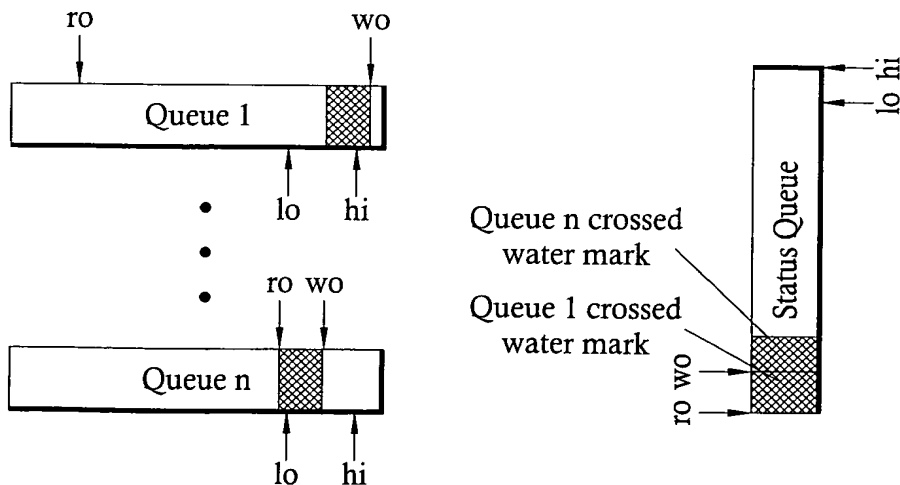 ro wo
Queue 1
lo hi
ro wo
Queue n
lo hi
lo hi
Status Queue
Queue n crossed
water mark
Queue 1 crossed
water mark
ro wo